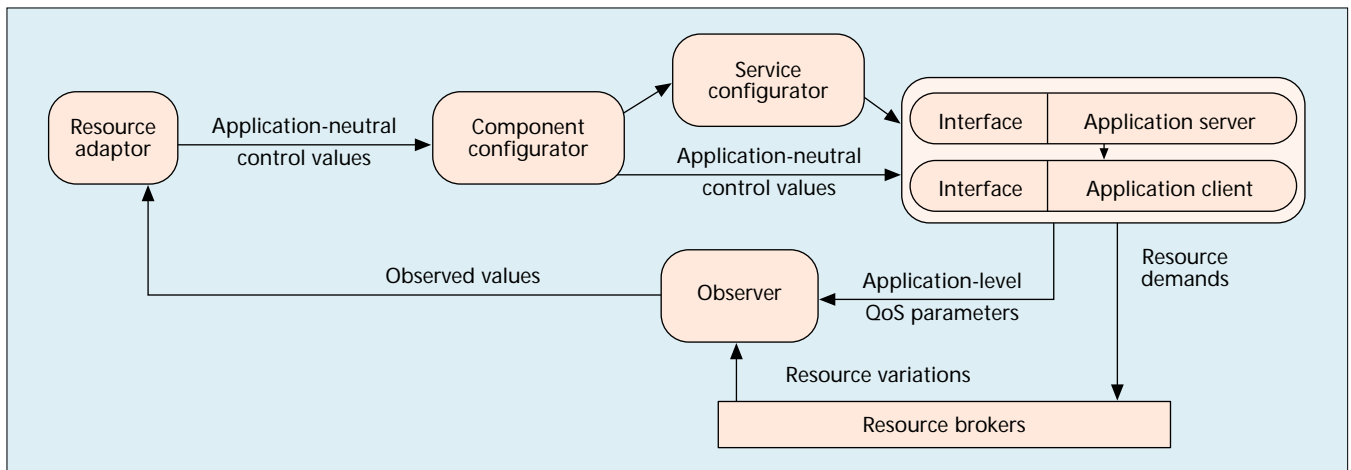 Service
configurator
Resource
adaptor
Application-neutral
control values
Component
configurator
Application-neutral
control values
Interface
Application server
Interface
Application client
Observed values
Observer
Application-level
QoS parameters
Resource
demands
Resource variations
Resource brokers